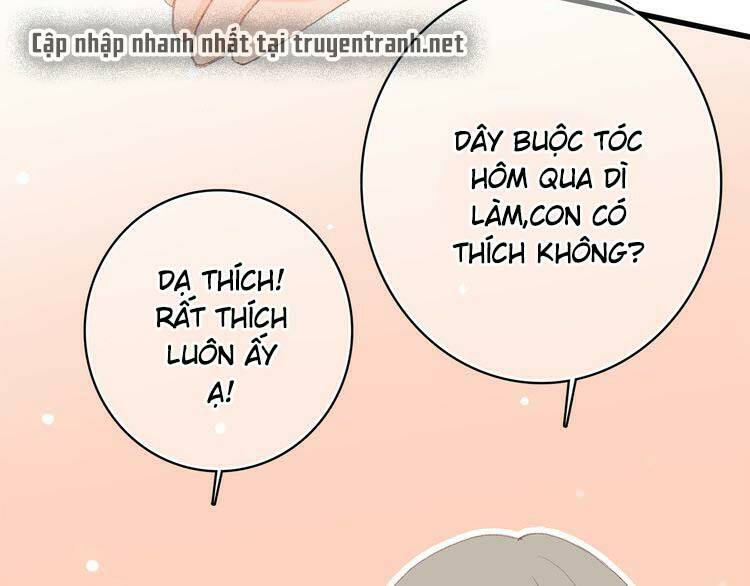 Cập nhập nhanh nhất tại truyentranh.net
DÂY BUỘC TÓC
HÔM QUA DÌ
LÀM,CON CÓ
THÍCH KHÔNG?
DẠ THÍCH!
RẤT THÍCH
LUÔN ẤY
Ạ!